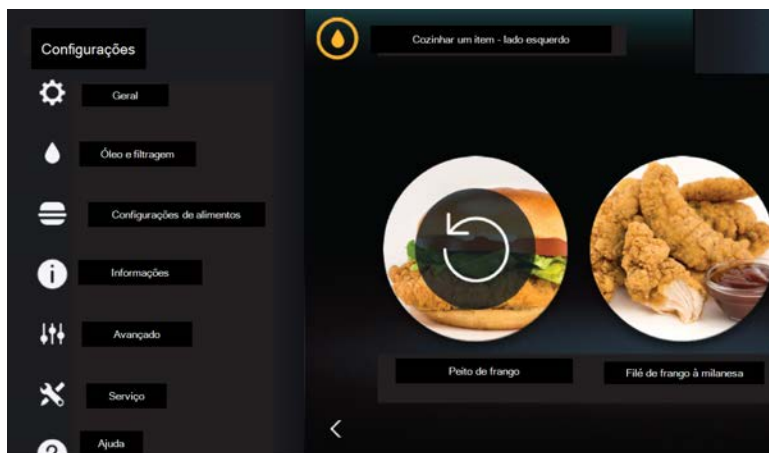 Configurações
Geral
Óleo e filtragem
Configurações de alimentos
Informações
Avançado
Serviço
Ajuda
Cozinhar um item - lado esquerdo
Peito de frango
Filé de frango à milanesa